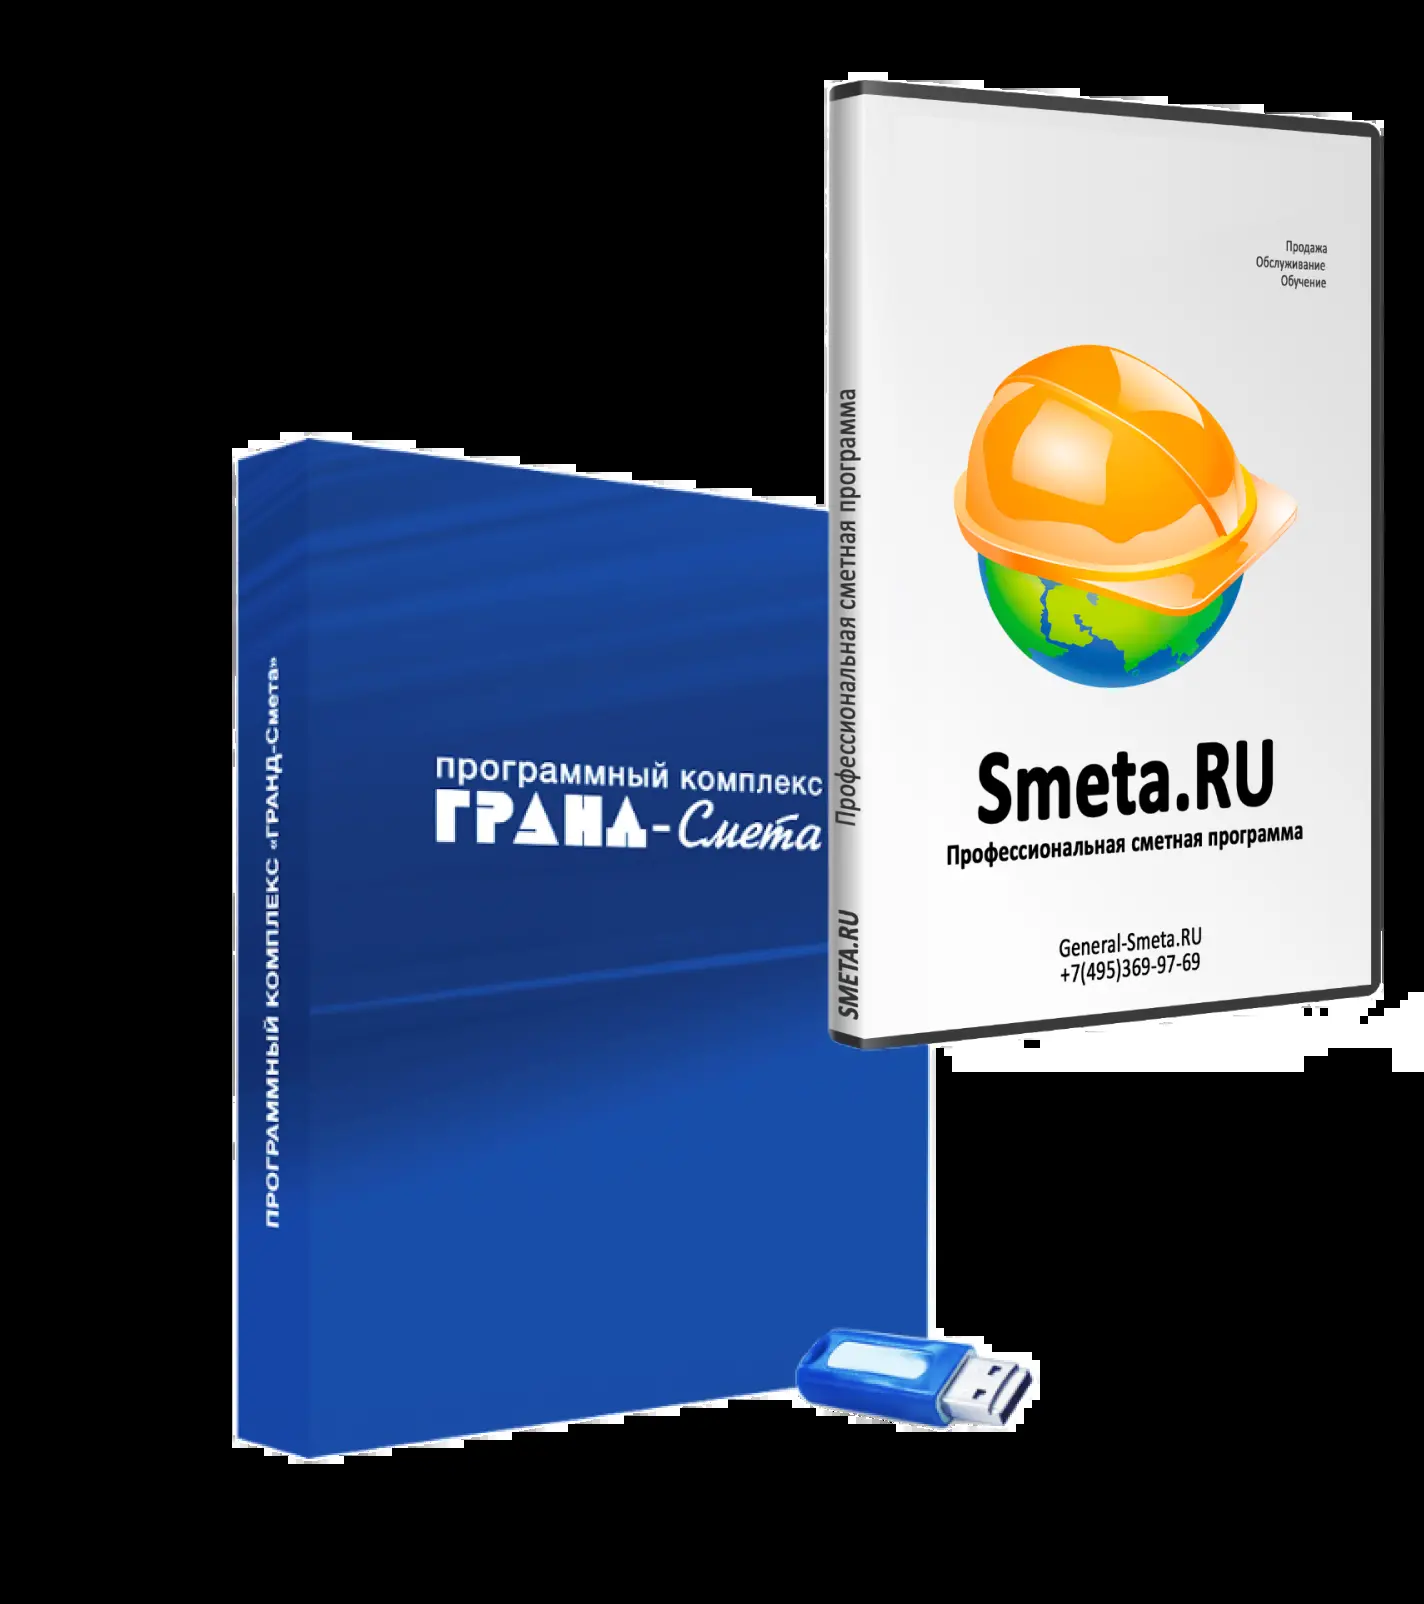 Продажа
Обслуживание
Обучение
Smeta.RU
Профессиональная сметная программа
General-Smeta.RU
+7(495)369-97-69
SMETA.RU
Профессиональная сметная программа
программный комплекс
ГРАНД-Смета
ПРОГРАММНЫЙ КОМПЛЕКС «ГРАНД-Смета»